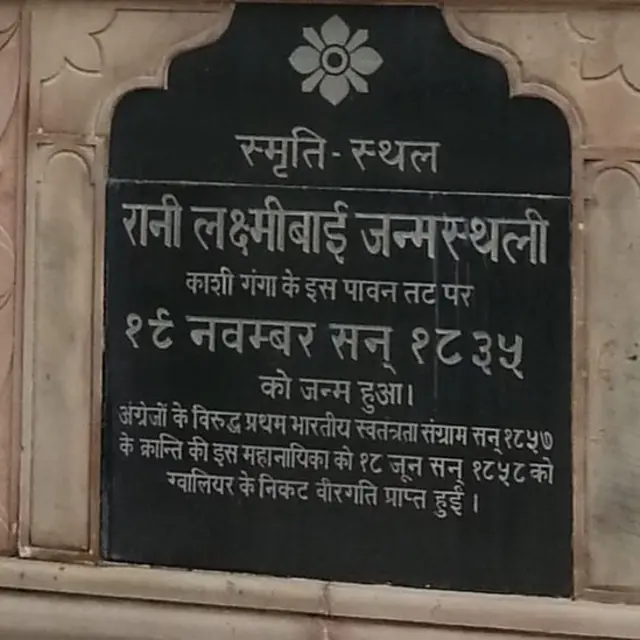 स्मृति - स्थल
रानी लक्ष्मीबाई जन्मस्थली
काशी गंगा के इस पावन तट पर
१९ नवम्बर सन् १८३५
को जन्म हुआ।
अंग्रेजों के विरुद्ध प्रथम भारतीय स्वतन्त्रता संग्राम सन् १८५७
के क्रान्ति की इस महानायिका को १८ जून सन् १८५८ को
ग्वालियर के निकट वीरगति प्राप्त हुई ।